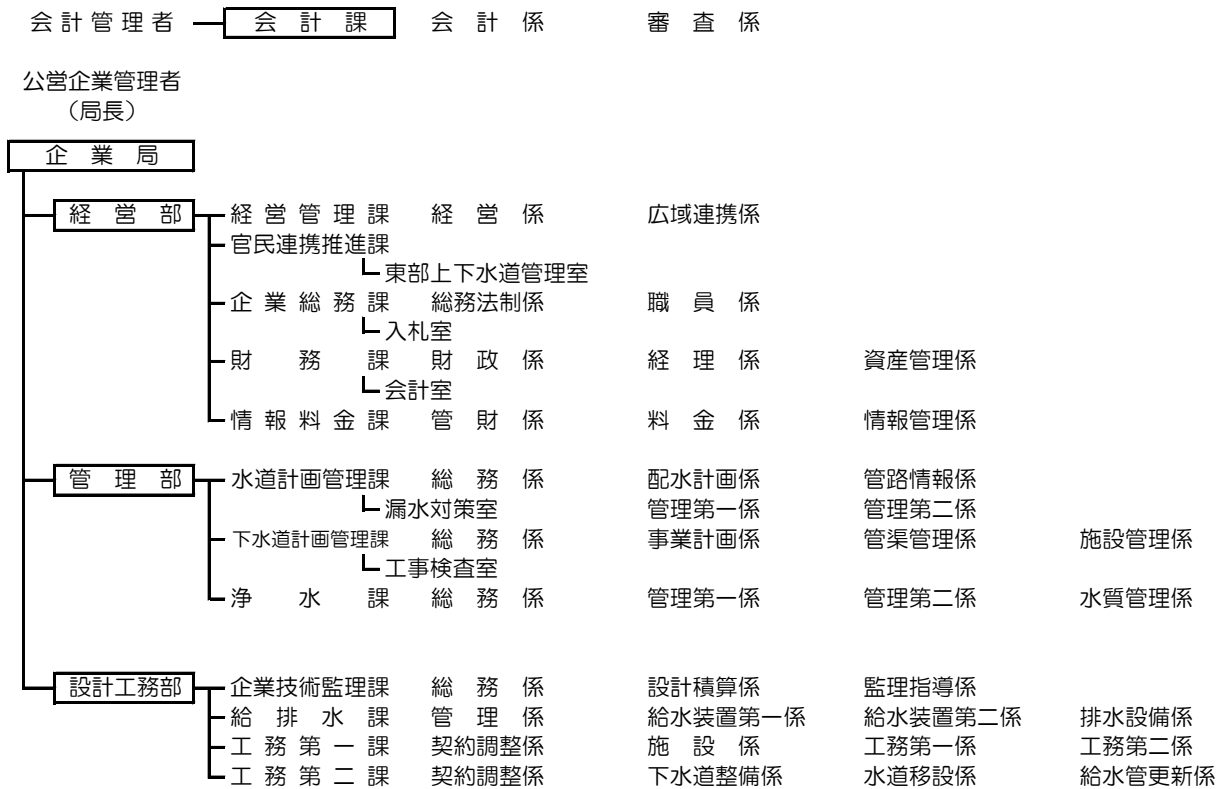 会計管理者 会計課 会計係 審査係
公営企業管理者
（局長）
企業局
経営部 経営管理課 経営係 広域連携係
官民連携推進課
東部上下水道管理室
企業総務課 総務法制係 職員係
入札室
財務課 財政係 経理係 資産管理係
会計室
情報料金課 管財係 料金係 情報管理係
管理部 水道計画管理課 総務係 配水計画係 管路情報係
漏水対策室 管理第一係 管理第二係
下水道計画管理課 総務係 事業計画係 管渠管理係 施設管理係
工事検査室
浄水課 総務係 管理第一係 管理第二係 水質管理係
設計工務部 企業技術監理課 総務係 設計積算係 監理指導係
給排水課 管理係 給水装置第一係 給水装置第二係 排水設備係
工務第一課 契約調整係 施設係 工務第一係 工務第二係
工務第二課 契約調整係 下水道整備係 水道移設係 給水管更新係